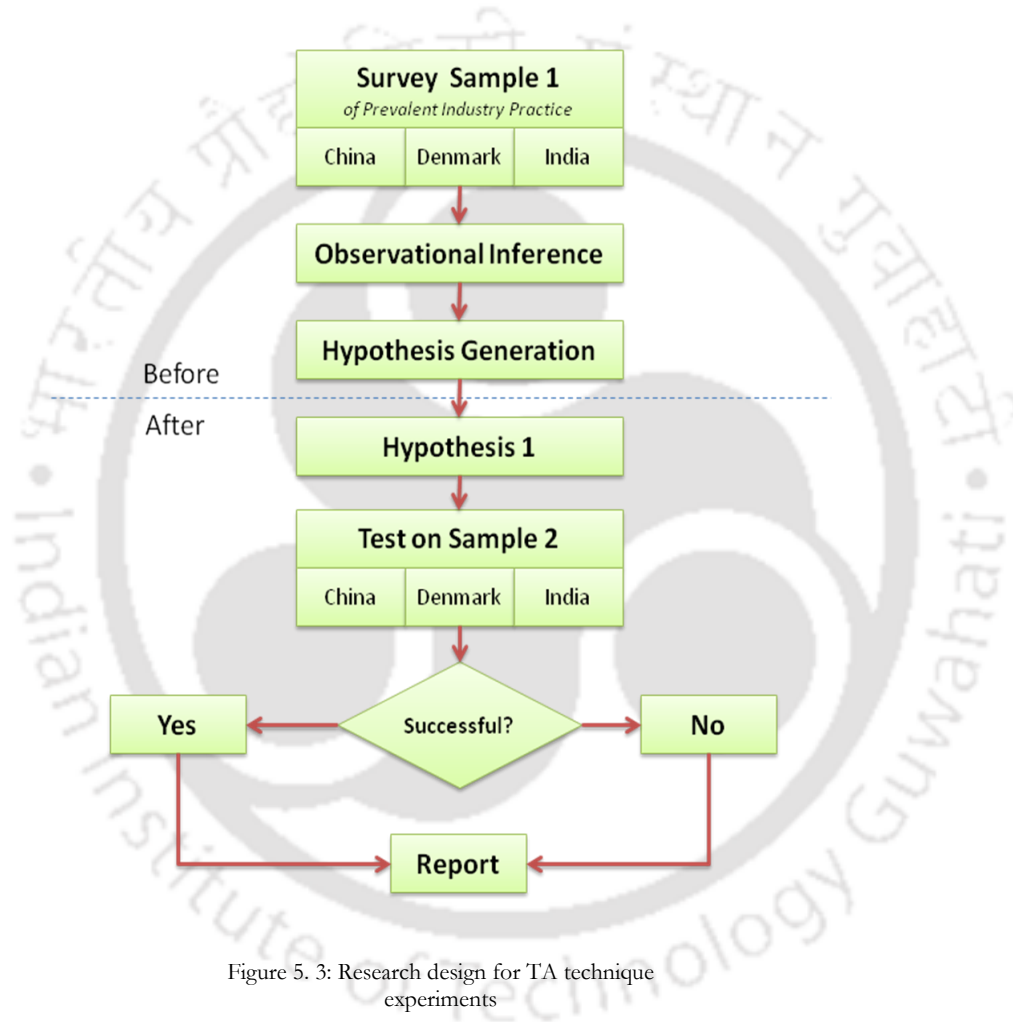 Survey Sample 1
of Prevalent Industry Practice
China Denmark India
Observational Inference
Hypothesis Generation
Before
After
Hypothesis 1
Test on Sample 2
China Denmark India
Successful?
Yes
No
Report
Figure 5. 3: Research design for TA technique
experiments
भारतीय प्रौद्योगिकी संस्थान गुवाहाटी
Indian Institute of Technology Guwahati